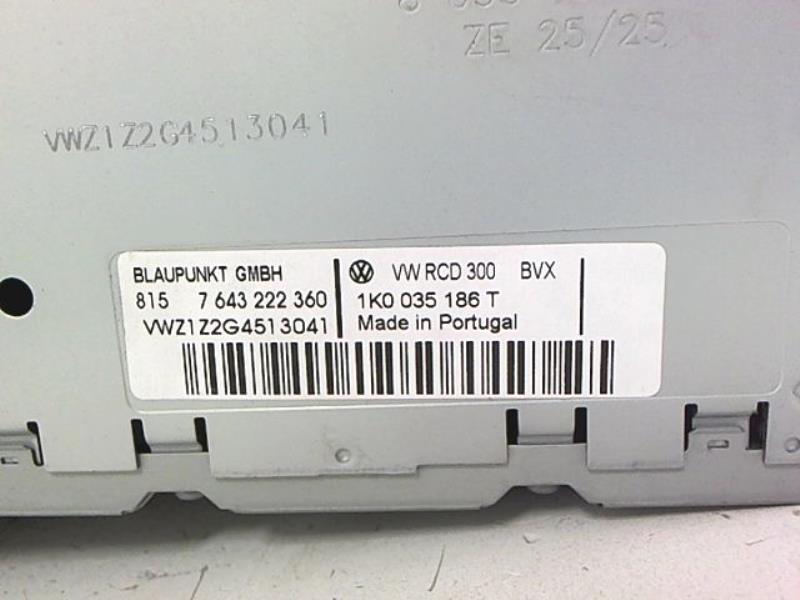 ZE 25/25
VWZ1Z2G4513041
BLAUPUNKT GMBH
815 7 643 222 360
VWZ1Z2G4513041
VW RCD 300 BVX
1K0 035 186 T
Made in Portugal